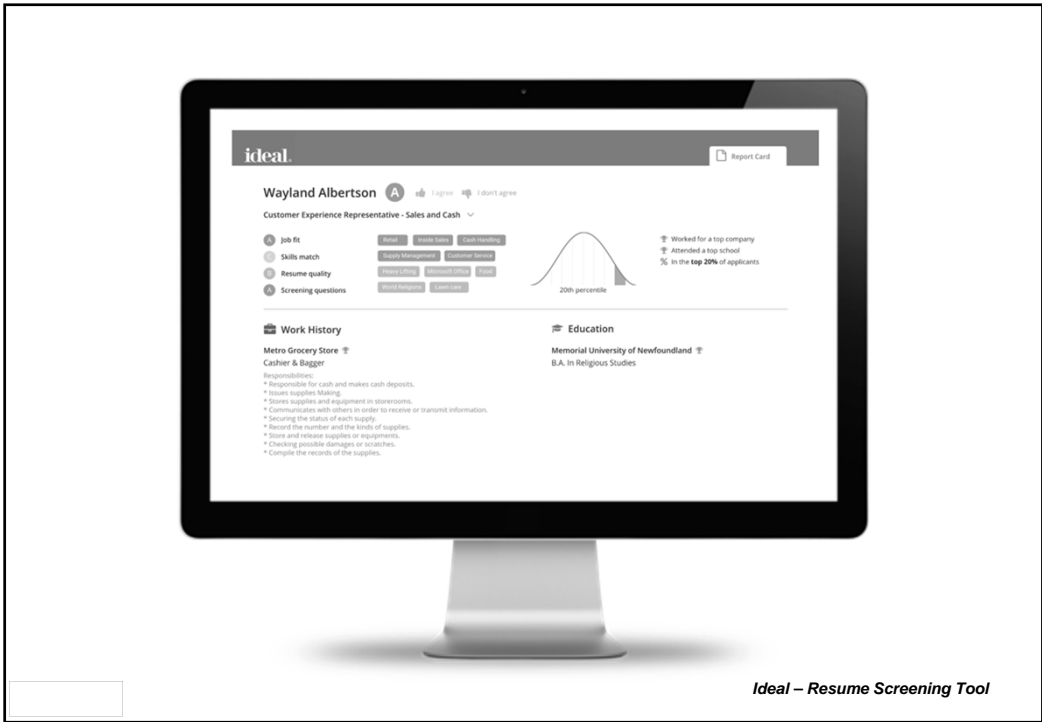 ideal.
Report Card
Wayland Albertson A I agree I don't agree
Customer Experience Representative - Sales and Cash
A Job fit
C Skills match
B Resume quality
A Screening questions
Retail Inside Sales Cash Handling
Supply Management Customer Service
Heavy Lifting Microsoft Office Food
World Religions Lawn care
20th percentile
Worked for a top company
Attended a top school
% In the top 20% of applicants
Work History
Metro Grocery Store
Cashier & Bagger
Responsibilities:
* Responsible for cash and makes cash deposits.
* Issues supplies Making.
* Stores supplies and equipment in storerooms.
* Communicates with others in order to receive or transmit information.
* Securing the status of each supply.
* Record the number and the kinds of supplies.
* Store and release supplies or equipments.
* Checking possible damages or scratches.
* Compile the records of the supplies.
Education
Memorial University of Newfoundland
B.A. In Religious Studies
Ideal – Resume Screening Tool